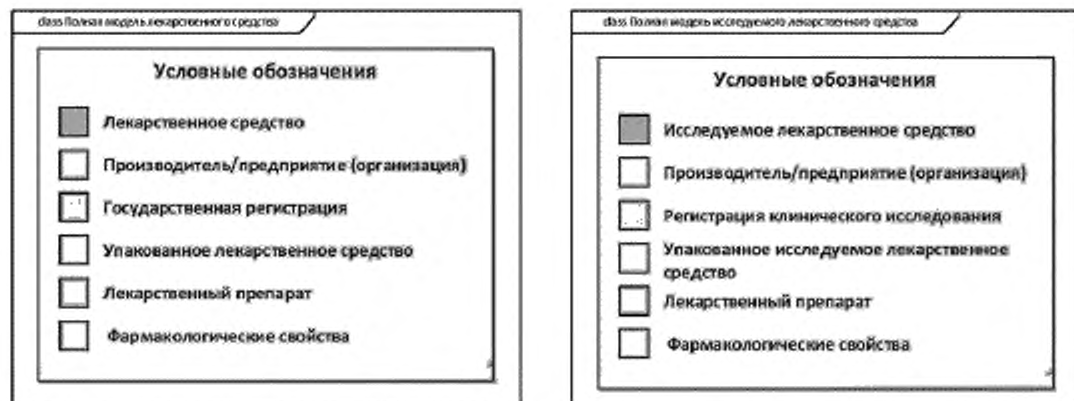 class Полная модель лекарственного средства
Условные обозначения
Лекарственное средство
Производитель/предприятие (организация)
Государственная регистрация
Упакованное лекарственное средство
Лекарственный препарат
Фармакологические свойства
class Полная модель исследуемого лекарственного средства
Условные обозначения
Исследуемое лекарственное средство
Производитель/предприятие (организация)
Регистрация клинического исследования
Упакованное исследуемое лекарственное
средство
Лекарственный препарат
Фармакологические свойства